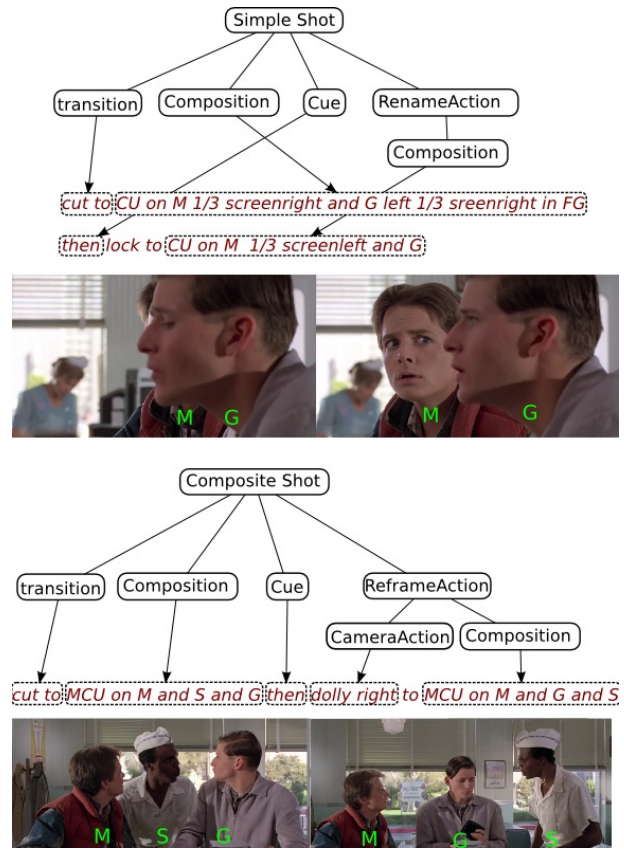 Simple Shot
transition Composition Cue RenameAction
Composition
cut to CU on M 1/3 screenright and G left 1/3 sreenright in FG
then lock to CU on M 1/3 screenleft and G
M G M G
Composite Shot
transition Composition Cue ReframeAction
CameraAction Composition
cut to MCU on M and S and G then dolly right to MCU on M and G and S
M S G M G S